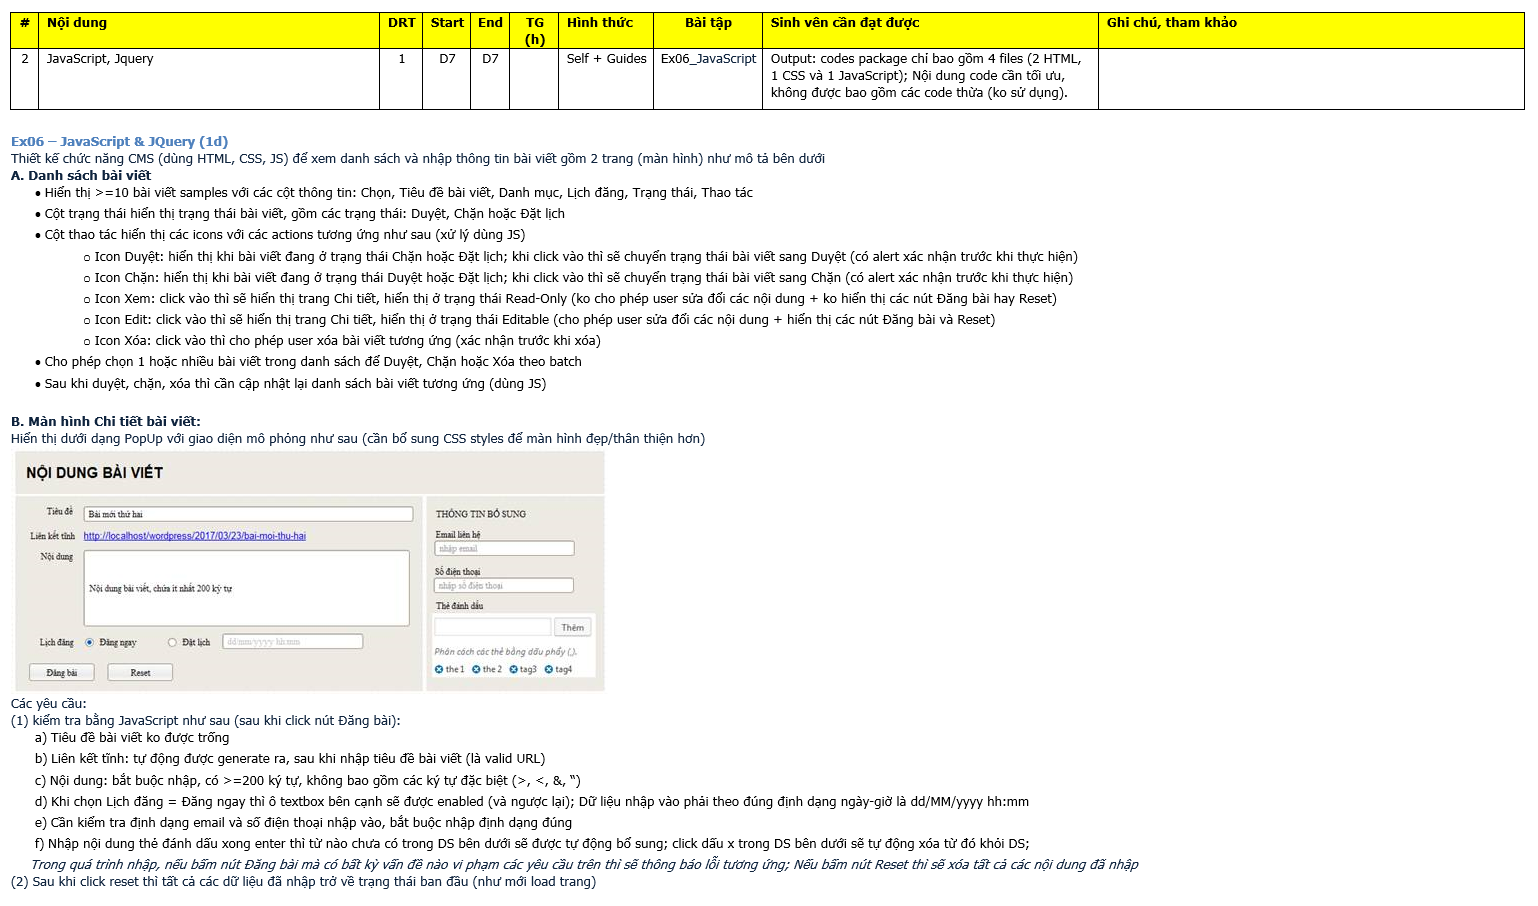 # Nội dung DRT Start End TG (h) Hình thức Bài tập Sinh vên cần đạt được Ghi chú, tham khảo
2 JavaScript, Jquery 1 D7 D7 Self + Guides Ex06_JavaScript Output: codes package chỉ bao gồm 4 files (2 HTML,
1 CSS và 1 JavaScript); Nội dung code cần tối ưu,
không được bao gồm các code thừa (ko sử dụng).
Ex06 – JavaScript & JQuery (1d)
Thiết kế chức năng CMS (dùng HTML, CSS, JS) để xem danh sách và nhập thông tin bài viết gồm 2 trang (màn hình) như mô tả bên dưới
A. Danh sách bài viết
• Hiển thị >=10 bài viết samples với các cột thông tin: Chọn, Tiêu đề bài viết, Danh mục, Lịch đăng, Trạng thái, Thao tác
• Cột trạng thái hiển thị trạng thái bài viết, gồm các trạng thái: Duyệt, Chặn hoặc Đặt lịch
• Cột thao tác hiển thị các icons với các actions tương ứng như sau (xử lý dùng JS)
o Icon Duyệt: hiển thị khi bài viết đang ở trạng thái Chặn hoặc Đặt lịch; khi click vào thì sẽ chuyển trạng thái bài viết sang Duyệt (có alert xác nhận trước khi thực hiện)
o Icon Chặn: hiển thị khi bài viết đang ở trạng thái Duyệt hoặc Đặt lịch; khi click vào thì sẽ chuyển trạng thái bài viết sang Chặn (có alert xác nhận trước khi thực hiện)
o Icon Xem: click vào thì sẽ hiển thị trang Chi tiết, hiển thị ở trạng thái Read-Only (ko cho phép user sửa đổi các nội dung + ko hiển thị các nút Đăng bài hay Reset)
o Icon Edit: click vào thì sẽ hiển thị trang Chi tiết, hiển thị ở trạng thái Editable (cho phép user sửa đổi các nội dung + hiển thị các nút Đăng bài và Reset)
o Icon Xóa: click vào thì cho phép user xóa bài viết tương ứng (xác nhận trước khi xóa)
• Cho phép chọn 1 hoặc nhiều bài viết trong danh sách để Duyệt, Chặn hoặc Xóa theo batch
• Sau khi duyệt, chặn, xóa thì cần cập nhật lại danh sách bài viết tương ứng (dùng JS)
B. Màn hình Chi tiết bài viết:
Hiển thị dưới dạng PopUp với giao diện mô phỏng như sau (cần bổ sung CSS styles để màn hình đẹp/thân thiện hơn)
NỘI DUNG BÀI VIẾT
Tiêu đề Bài mới thứ hai
Liên kết tĩnh http://localhost/wordpress/2017/03/23/bai-moi-thu-hai
Nội dung
Nội dung bài viết, chứa ít nhất 200 ký tự
Lịch đăng Đăng ngay Đặt lịch dd/mm/yyyy hh:mm
Đăng bài Reset
THÔNG TIN BỔ SUNG
Email liên hệ
nhập email
Số điện thoại
nhập số điện thoại
Thẻ đánh dấu
Thêm
Phân cách các thẻ bằng dấu phẩy (,).
the 1 the 2 tag3 tag4
Các yêu cầu:
(1) kiểm tra bằng JavaScript như sau (sau khi click nút Đăng bài):
a) Tiêu đề bài viết ko được trống
b) Liên kết tĩnh: tự động được generate ra, sau khi nhập tiêu đề bài viết (là valid URL)
c) Nội dung: bắt buộc nhập, có >=200 ký tự, không bao gồm các ký tự đặc biệt (>, <, &, ")
d) Khi chọn Lịch đăng = Đăng ngay thì ô textbox bên cạnh sẽ được enabled (và ngược lại); Dữ liệu nhập vào phải theo đúng định dạng ngày-giờ là dd/MM/yyyy hh:mm
e) Cần kiểm tra định dạng email và số điện thoại nhập vào, bắt buộc nhập định dạng đúng
f) Nhập nội dung thẻ đánh dấu xong enter thì từ nào chưa có trong DS bên dưới sẽ được tự động bổ sung; click dấu x trong DS bên dưới sẽ tự động xóa từ đó khỏi DS;
Trong quá trình nhập, nếu bấm nút Đăng bài mà có bất kỳ vấn đề nào vi phạm các yêu cầu trên thì sẽ thông báo lỗi tương ứng; Nếu bấm nút Reset thì sẽ xóa tất cả các nội dung đã nhập
(2) Sau khi click reset thì tất cả các dữ liệu đã nhập trở về trạng thái ban đầu (như mới load trang)